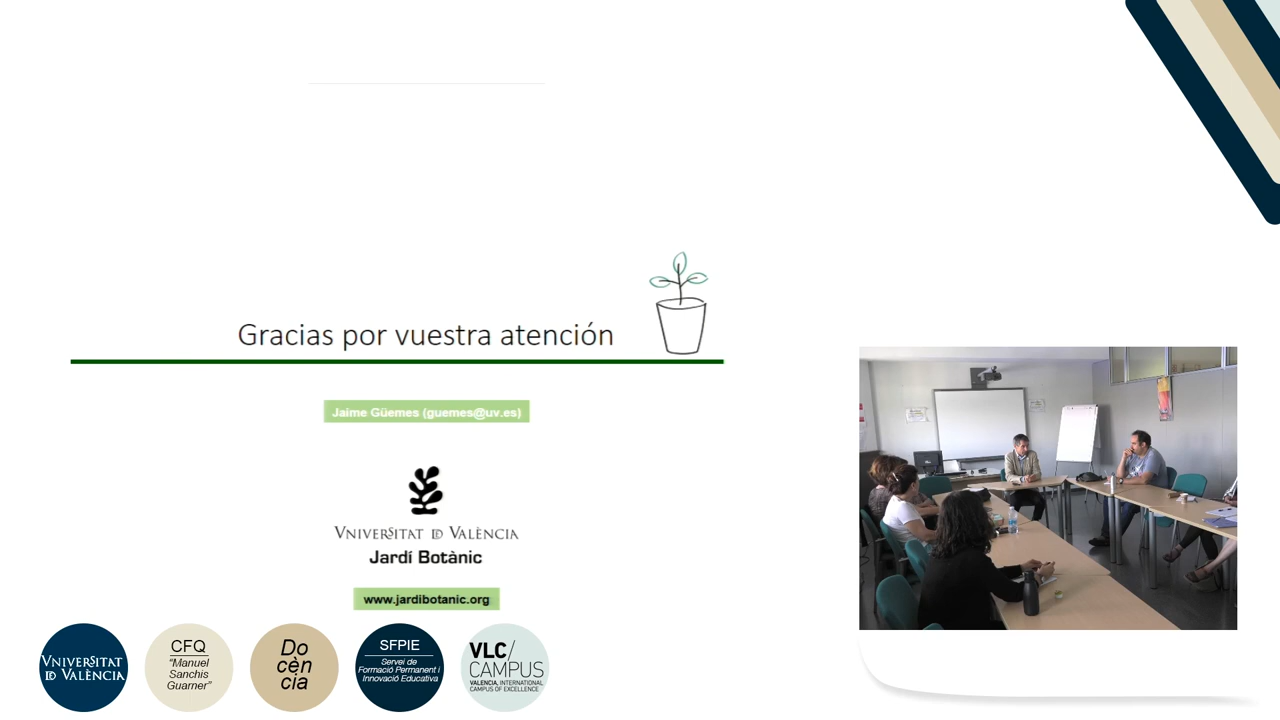 Gracias por vuestra atención
Jaime Güemes (guemes@uv.es)
VNIVERSITAT ID VALÈNCIA
Jardí Botànic
www.jardibotanic.org
VNIVERSITAT
ID VALÈNCIA
CFQ
"Manuel
Sanchis
Guarner"
Do
cèn
cia
SFPIE
Servei de
Formació Permanent i
Innovació Educativa
VLC/
CAMPUS
VALENCIA, INTERNATIONAL
CAMPUS OF EXCELLENCE